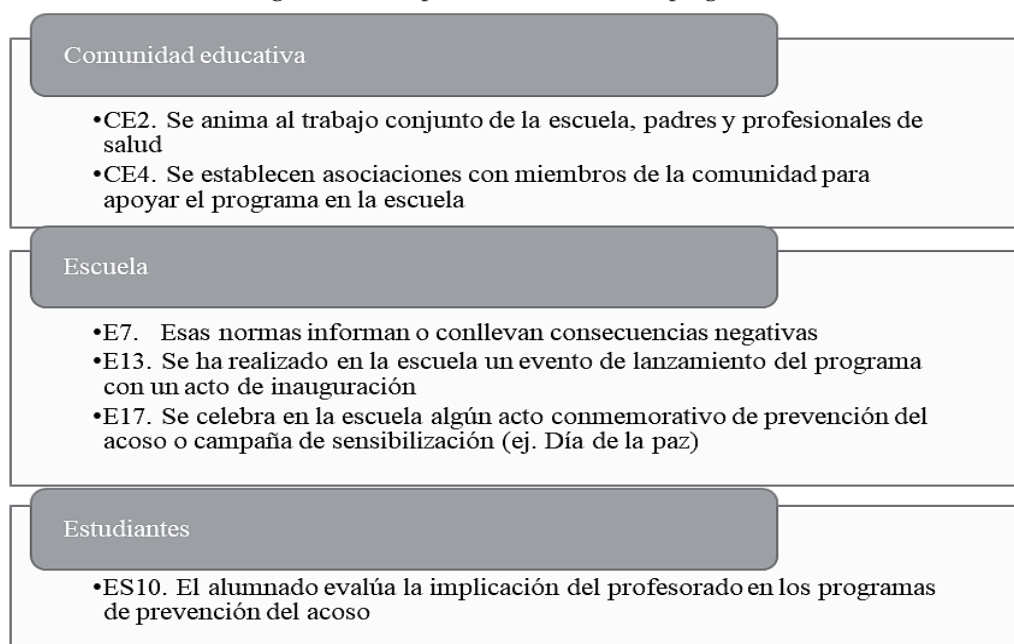 Comunidad educativa
•CE2. Se anima al trabajo conjunto de la escuela, padres y profesionales de
salud
•CE4. Se establecen asociaciones con miembros de la comunidad para
apoyar el programa en la escuela
Escuela
•E7. Esas normas informan o conllevan consecuencias negativas
•E13. Se ha realizado en la escuela un evento de lanzamiento del programa
con un acto de inauguración
•E17. Se celebra en la escuela algún acto conmemorativo de prevención del
acoso o campaña de sensibilización (ej. Día de la paz)
Estudiantes
•ES10. El alumnado evalúa la implicación del profesorado en los programas
de prevención del acoso